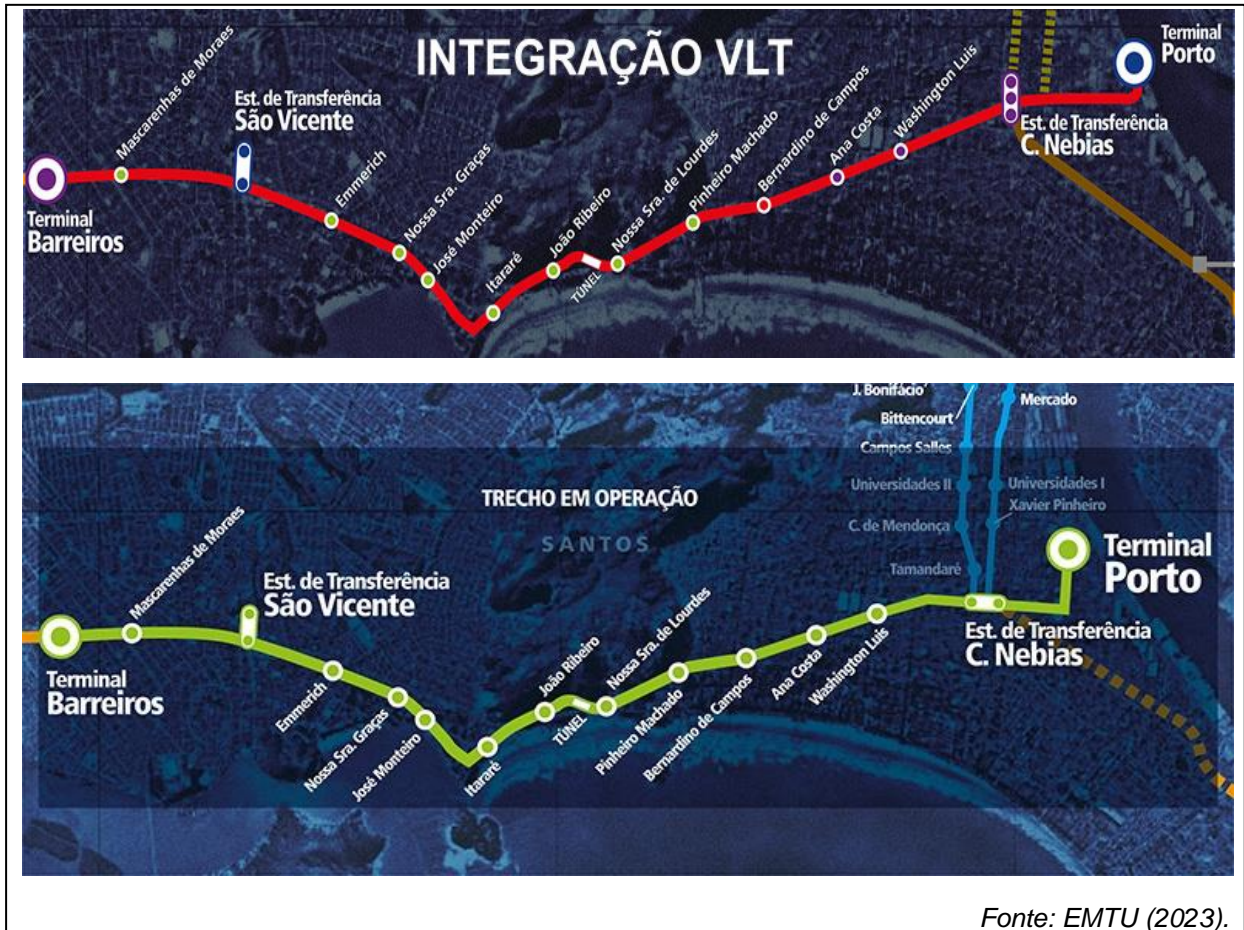 INTEGRAÇÃO VLT
Terminal
Porto
Mascarenhas de Moraes
Est. de Transferência
São Vicente
Emmerich
Nossa Sra. Graças
José Monteiro
Itararé
João Ribeiro
TÚNEL
Nossa Sra. de Lourdes
Pinheiro Machado
Bernardino de Campos
Ana Costa
Washington Luis
Est. de Transferência
C. Nebias
Terminal
Barreiros
J. Bonifácio'
Bittencourt
Mercado
Campos Salles
Universidades II
Universidades I
Xavier Pinheiro
C. de Mendonça
Tamandaré
TRECHO EM OPERAÇÃO
SANTOS
Mascarenhas de Moraes
Est. de Transferência
São Vicente
Terminal
Porto
Terminal
Barreiros
Emmerich
Nossa Sra. Graças
José Monteiro
Itararé
João Ribeiro
TÚNEL
Nossa Sra. de Lourdes
Pinheiro Machado
Bernardino de Campos
Ana Costa
Washington Luis
Est. de Transferência
C. Nebias
Fonte: EMTU (2023).